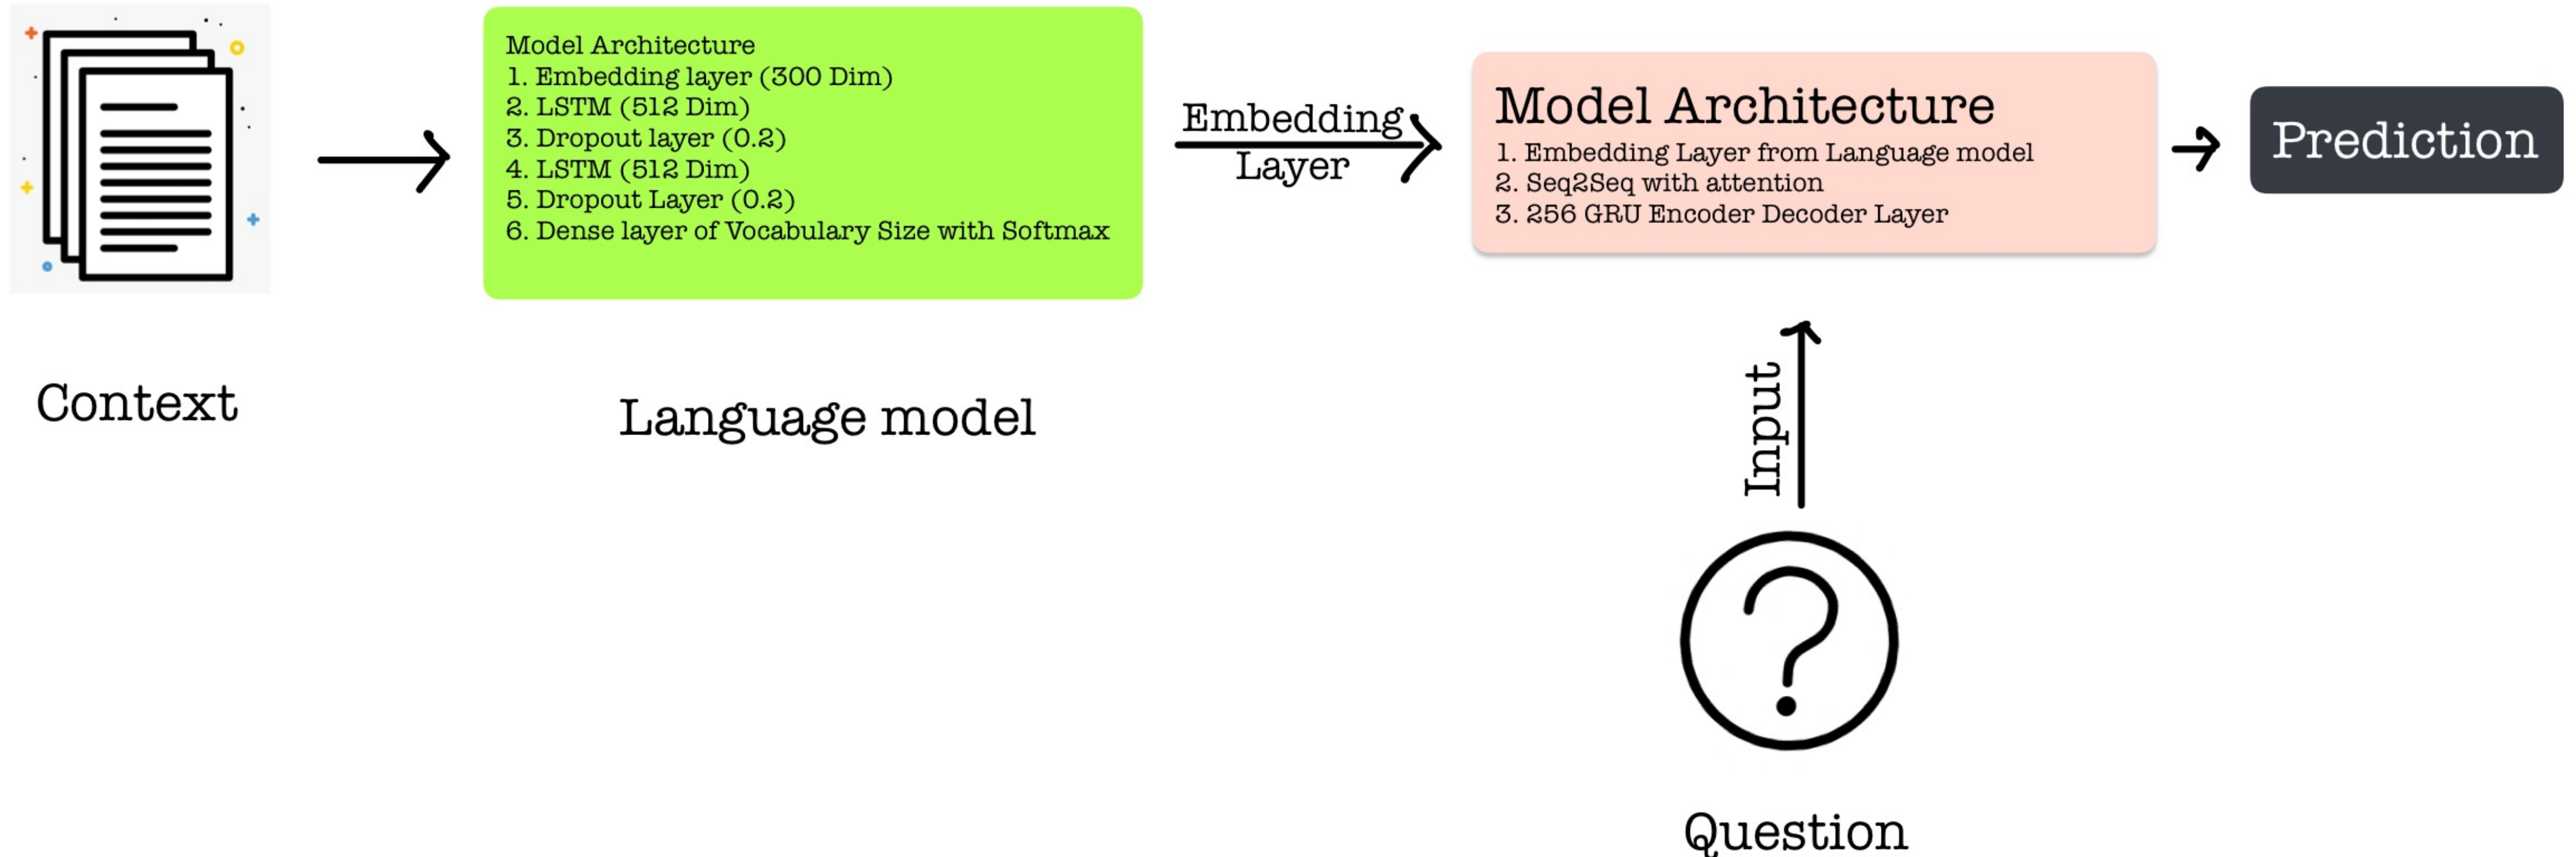 Model Architecture
1. Embedding layer (300 Dim)
2. LSTM (512 Dim)
3. Dropout layer (0.2)
4. LSTM (512 Dim)
5. Dropout Layer (0.2)
6. Dense layer of Vocabulary Size with Softmax
Context
Language model
Embedding
Layer
Model Architecture
1. Embedding Layer from Language model
2. Seq2Seq with attention
3. 256 GRU Encoder Decoder Layer
Prediction
Input
Question